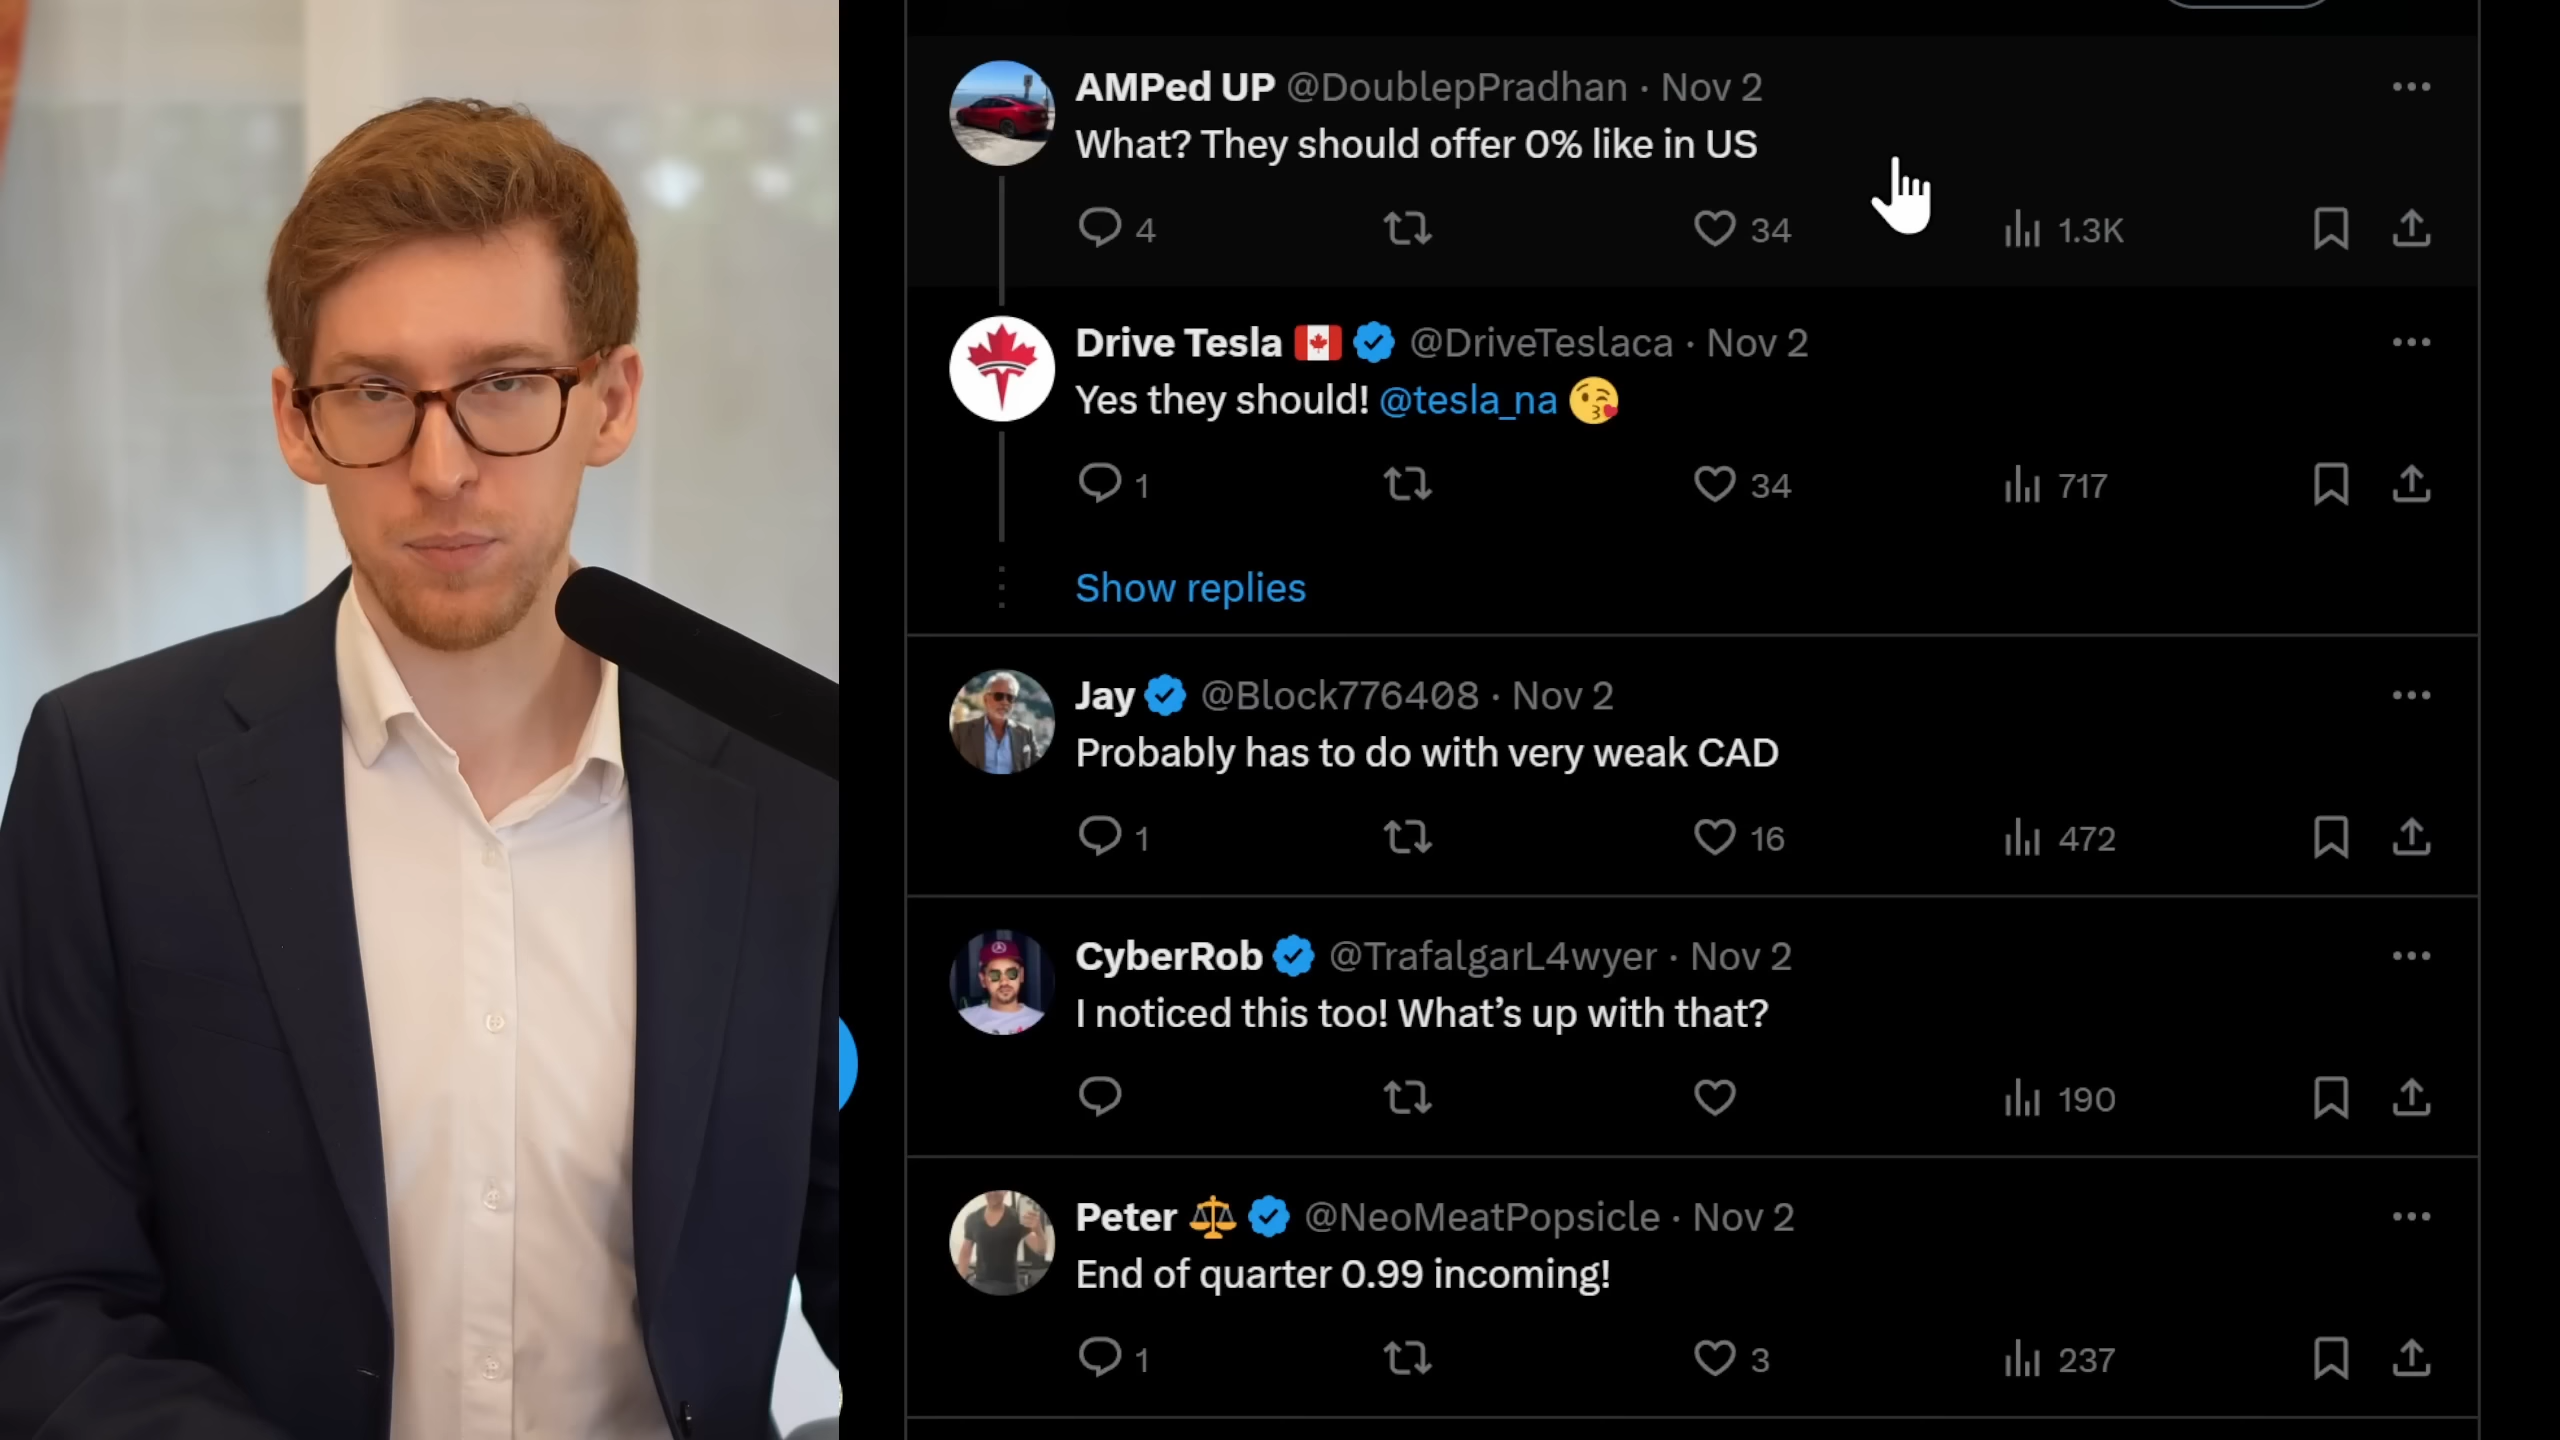 AMPed UP @DoublepPradhan · Nov 2
What? They should offer 0% like in US
4 34 1.3K
Drive Tesla 🇨🇦 @DriveTeslaca · Nov 2
Yes they should! @tesla_na 😘
1 34 717
Show replies
Jay @Block776408 · Nov 2
Probably has to do with very weak CAD
1 16 472
CyberRob @TrafalgarL4wyer · Nov 2
I noticed this too! What’s up with that?
190
Peter ⚖️ @NeoMeatPopsicle · Nov 2
End of quarter 0.99 incoming!
1 3 237